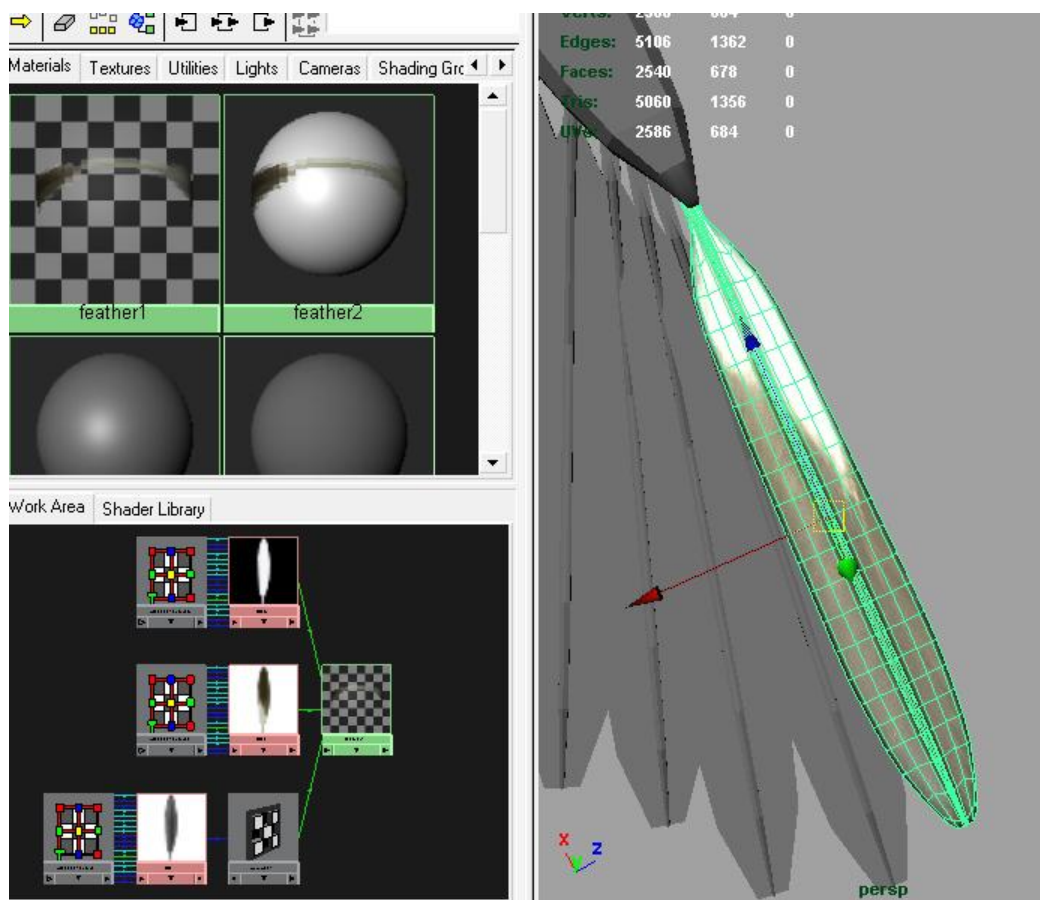 Materials Textures Utilities Lights Cameras Shading Grc
feather1 feather2
Work Area Shader Library
Edges: 5106 1362 0
Faces: 2540 678 0
Tris: 5060 1356 0
UVs: 2586 684 0
X Y Z
persp